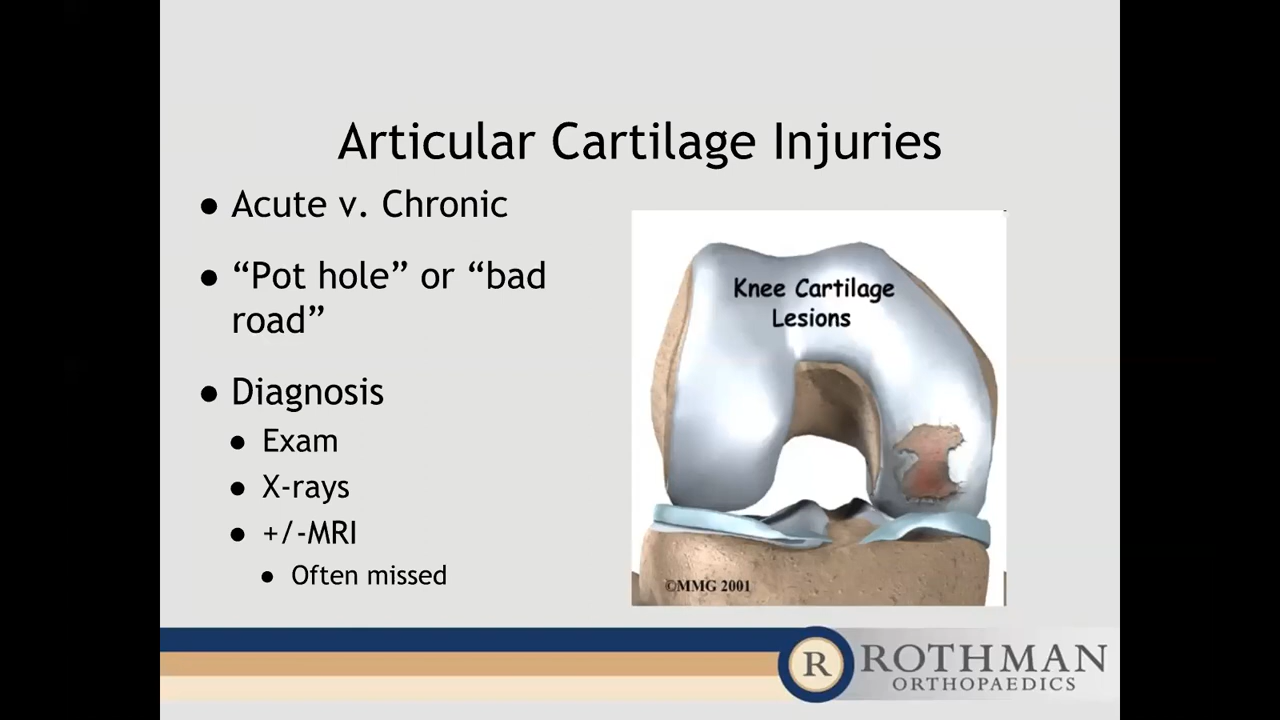 Articular Cartilage Injuries
● Acute v. Chronic
● “Pot hole” or “bad
road”
● Diagnosis
● Exam
● X-rays
● +/-MRI
● Often missed
Knee Cartilage
Lesions
©MMG 2001
R ROTHMAN
ORTHOPAEDICS